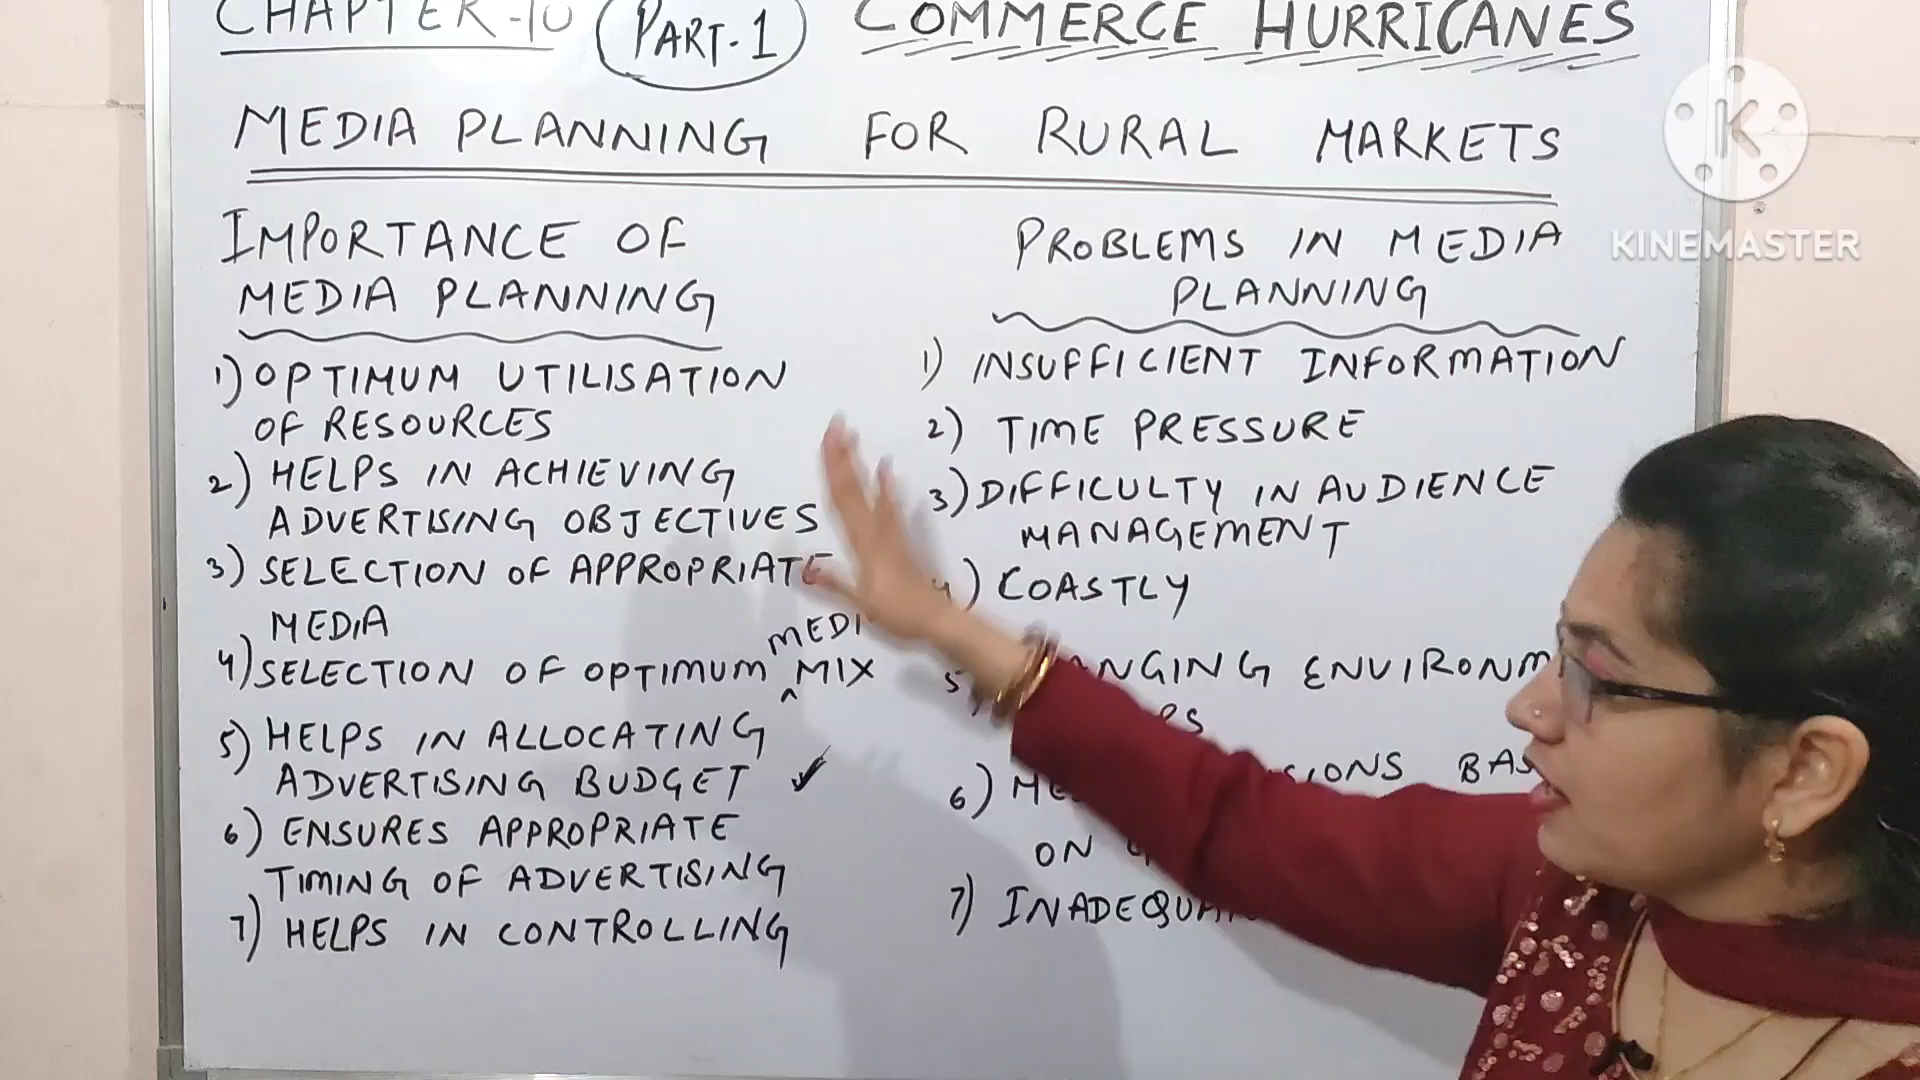 CHAPTER-10 PART-1 COMMERCE HURRICANES
MEDIA PLANNING FOR RURAL MARKETS
IMPORTANCE OF
MEDIA PLANNING
1) OPTIMUM UTILISATION
OF RESOURCES
2) HELPS IN ACHIEVING
ADVERTISING OBJECTIVES
3) SELECTION OF APPROPRIATE
MEDIA
MEDI
4) SELECTION OF OPTIMUM ^ MIX
5) HELPS IN ALLOCATING
ADVERTISING BUDGET ✓
6) ENSURES APPROPRIATE
TIMING OF ADVERTISING
7) HELPS IN CONTROLLING
PROBLEMS IN MEDIA
PLANNING
1) INSUFFICIENT INFORMATION
2) TIME PRESSURE
3) DIFFICULTY IN AUDIENCE
MANAGEMENT
4) COASTLY
5) NGING ENVIRONM
6)
ON
7)
K
KINEMASTER